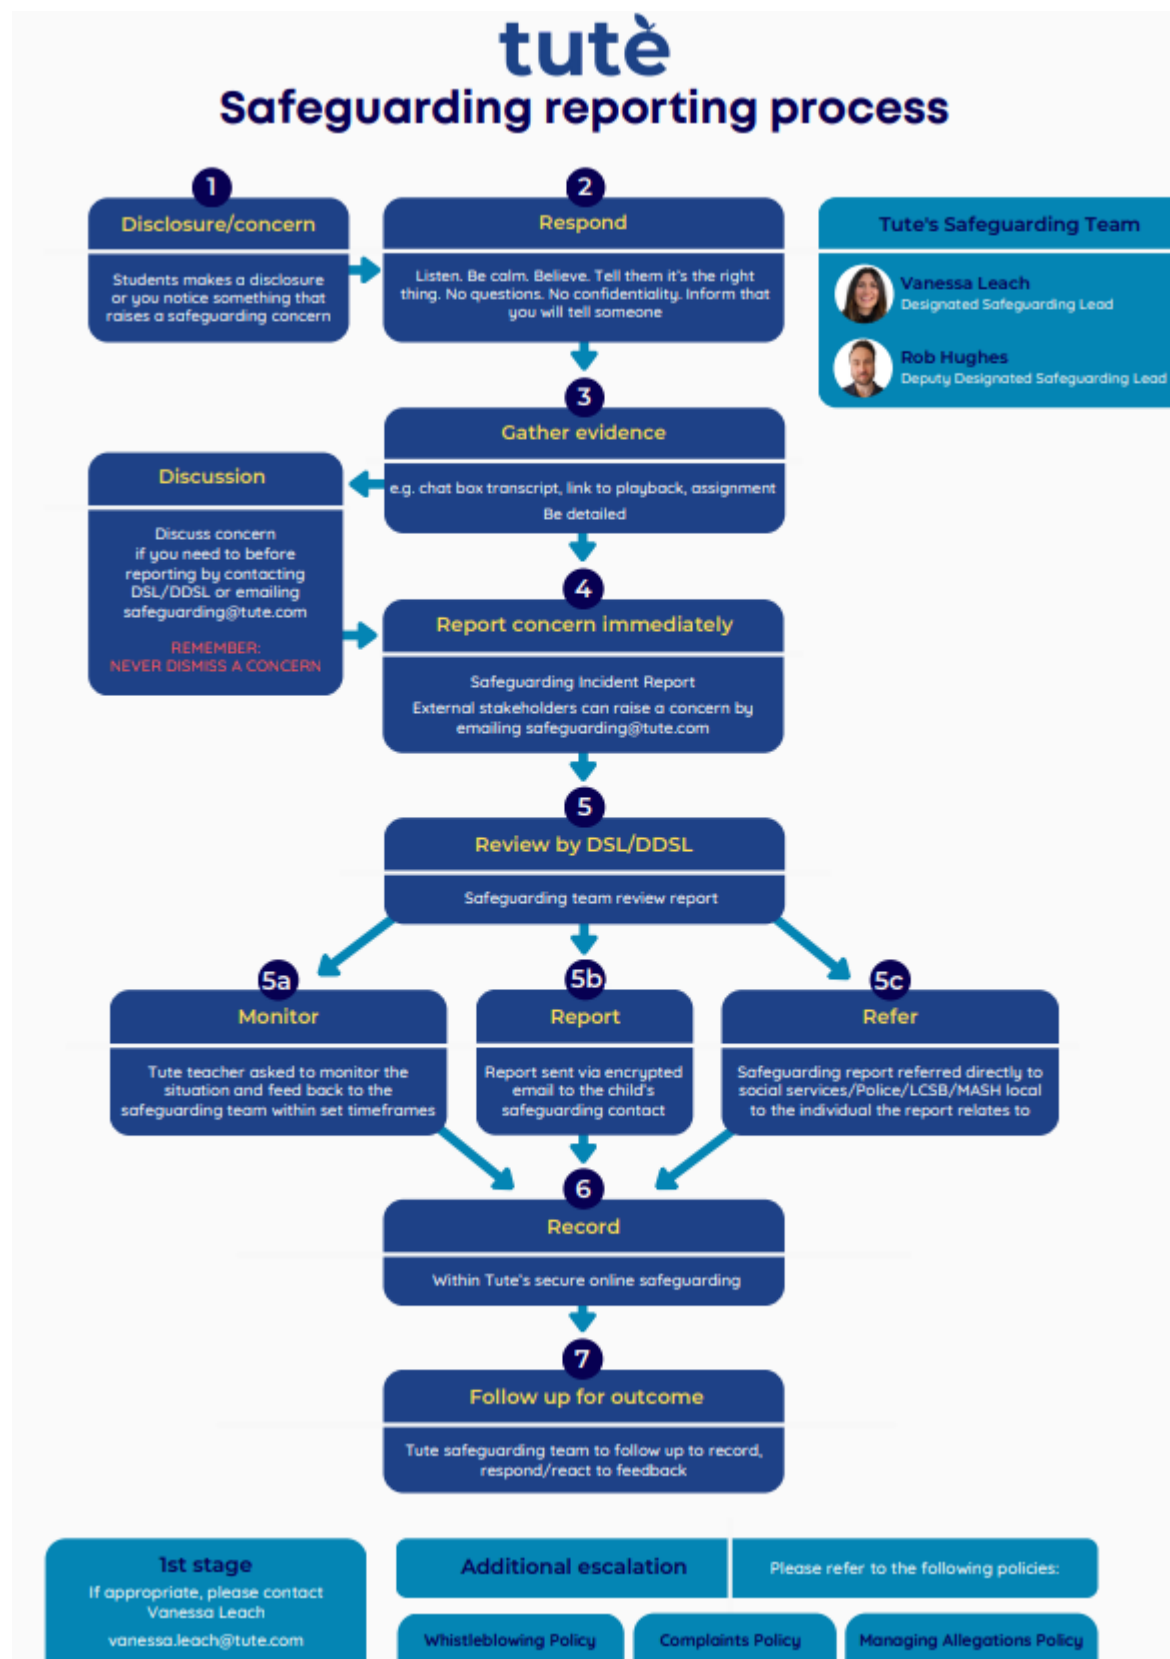 tutè
Safeguarding reporting process
1
Disclosure/concern
Students makes a disclosure
or you notice something that
raises a safeguarding concern
2
Respond
Listen. Be calm. Believe. Tell them it's the right
thing. No questions. No confidentiality. Inform that
you will tell someone
Tute's Safeguarding Team
Vanessa Leach
Designated Safeguarding Lead
Rob Hughes
Deputy Designated Safeguarding Lead
3
Gather evidence
e.g. chat box transcript, link to playback, assignment
Be detailed
Discussion
Discuss concern
if you need to before
reporting by contacting
DSL/DDSL or emailing
safeguarding@tute.com
REMEMBER:
NEVER DISMISS A CONCERN
4
Report concern immediately
Safeguarding Incident Report
External stakeholders can raise a concern by
emailing safeguarding@tute.com
5
Review by DSL/DDSL
Safeguarding team review report
5a
Monitor
Tute teacher asked to monitor the
situation and feed back to the
safeguarding team within set timeframes
5b
Report
Report sent via encrypted
email to the child's
safeguarding contact
5c
Refer
Safeguarding report referred directly to
social services/Police/LCSB/MASH local
to the individual the report relates to
6
Record
Within Tute's secure online safeguarding
7
Follow up for outcome
Tute safeguarding team to follow up to record,
respond/react to feedback
1st stage
If appropriate, please contact
Vanessa Leach
vanessa.leach@tute.com
Additional escalation
Please refer to the following policies:
Whistleblowing Policy
Complaints Policy
Managing Allegations Policy